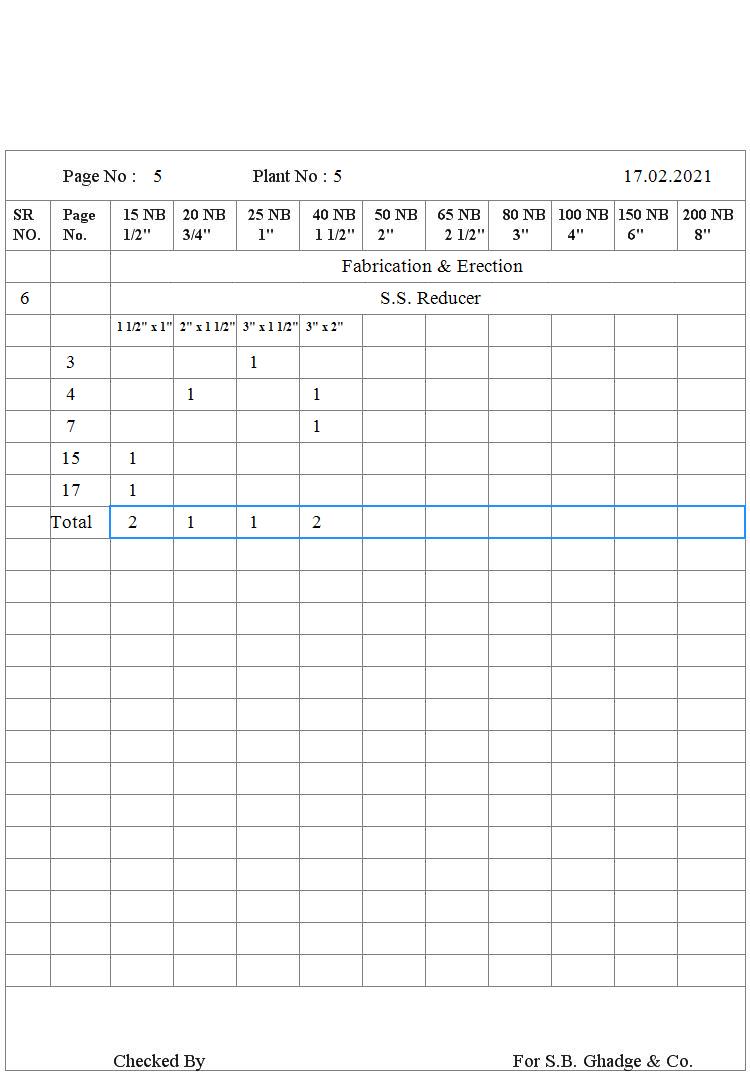 Page No : 5 Plant No : 5 17.02.2021
SR Page 15 NB 20 NB 25 NB 40 NB 50 NB 65 NB 80 NB 100 NB 150 NB 200 NB
NO. No. 1/2" 3/4" 1" 1 1/2" 2" 2 1/2" 3" 4" 6" 8"
Fabrication & Erection
6 S.S. Reducer
1 1/2" x 1" 2" x 1 1/2" 3" x 1 1/2" 3" x 2"
3 1
4 1 1
7 1
15 1
17 1
Total 2 1 1 2
Checked By For S.B. Ghadge & Co.